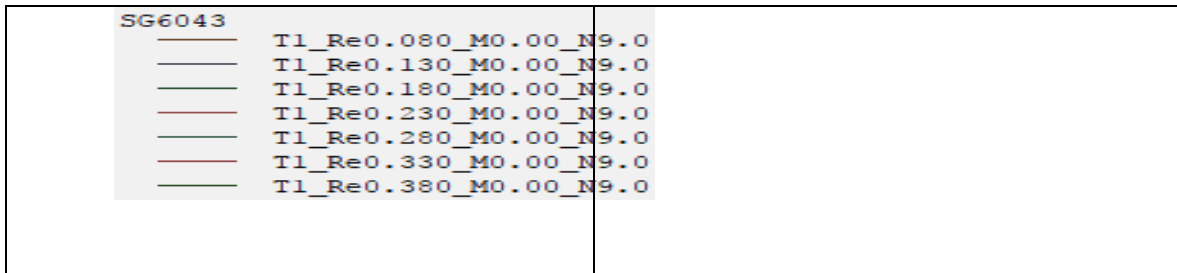 SG6043
T1_Re0.080_M0.00_N9.0
T1_Re0.130_M0.00_N9.0
T1_Re0.180_M0.00_N9.0
T1_Re0.230_M0.00_N9.0
T1_Re0.280_M0.00_N9.0
T1_Re0.330_M0.00_N9.0
T1_Re0.380_M0.00_N9.0